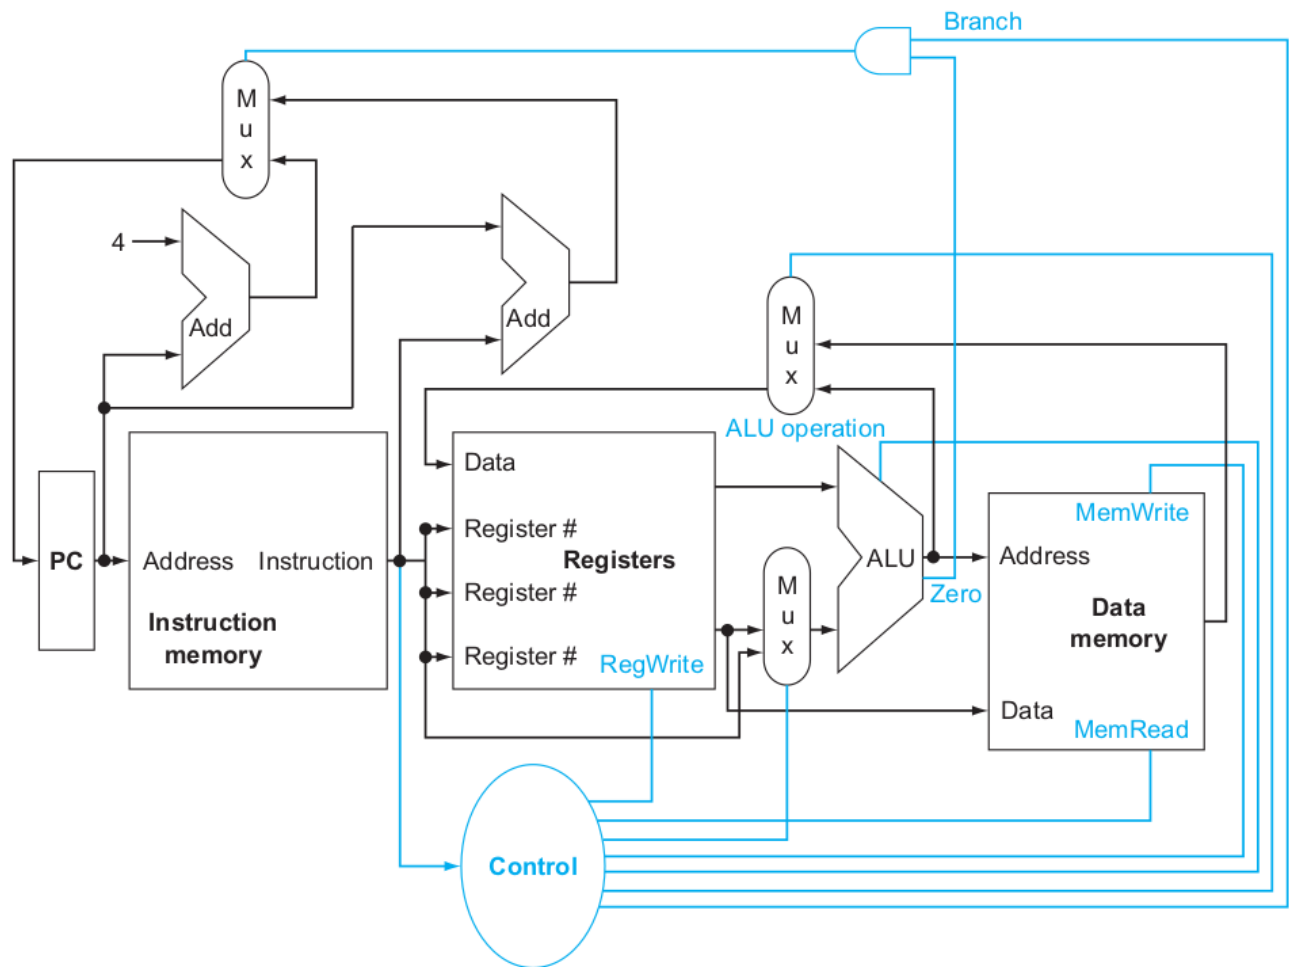 Branch
M
u
x
4
Add
Add
M
u
x
ALU operation
Data
Register #
Registers
Register #
Register #
RegWrite
PC
Address
Instruction
Instruction
memory
M
u
x
ALU
Zero
MemWrite
Address
Data
memory
Data
MemRead
Control